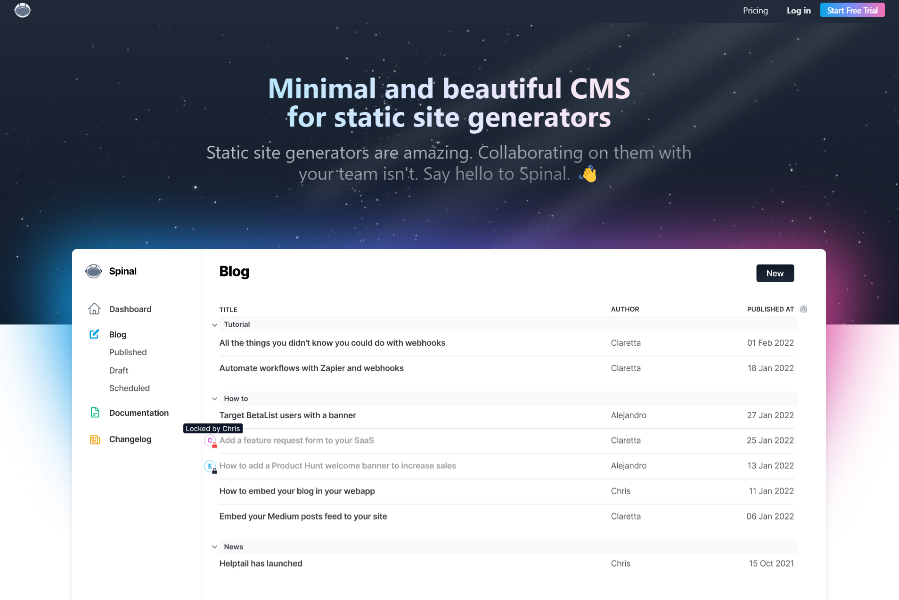 Pricing
Log in
Start Free Trial
Minimal and beautiful CMS
for static site generators
Static site generators are amazing. Collaborating on them with
your team isn't. Say hello to Spinal. 👋
Spinal
Dashboard
Blog
Published
Draft
Scheduled
Documentation
Changelog
Blog
New
TITLE AUTHOR PUBLISHED AT
Tutorial
All the things you didn't know you could do with webhooks Claretta 01 Feb 2022
Automate workflows with Zapier and webhooks Claretta 18 Jan 2022
How to
Target BetaList users with a banner Alejandro 27 Jan 2022
Locked by Chris
C Add a feature request form to your SaaS Claretta 25 Jan 2022
E How to add a Product Hunt welcome banner to increase sales Alejandro 13 Jan 2022
How to embed your blog in your webapp Chris 11 Jan 2022
Embed your Medium posts feed to your site Claretta 06 Jan 2022
News
Helptail has launched Chris 15 Oct 2021